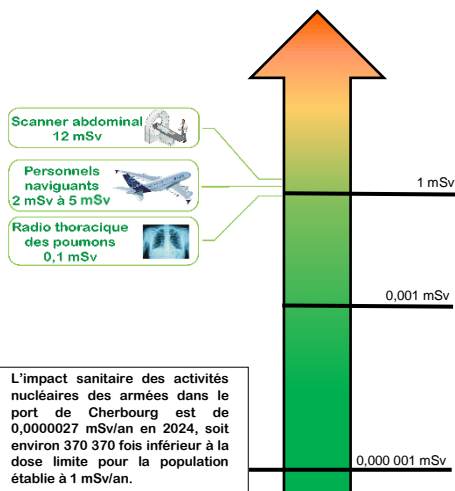 Scanner abdominal
12 mSv
Personnels
naviguants
2 mSv à 5 mSv
Radio thoracique
des poumons
0,1 mSv
1 mSv
0,001 mSv
0,000 001 mSv
L'impact sanitaire des activités
nucléaires des armées dans le
port de Cherbourg est de
0,0000027 mSv/an en 2024, soit
environ 370 370 fois inférieur à la
dose limite pour la population
établie à 1 mSv/an.